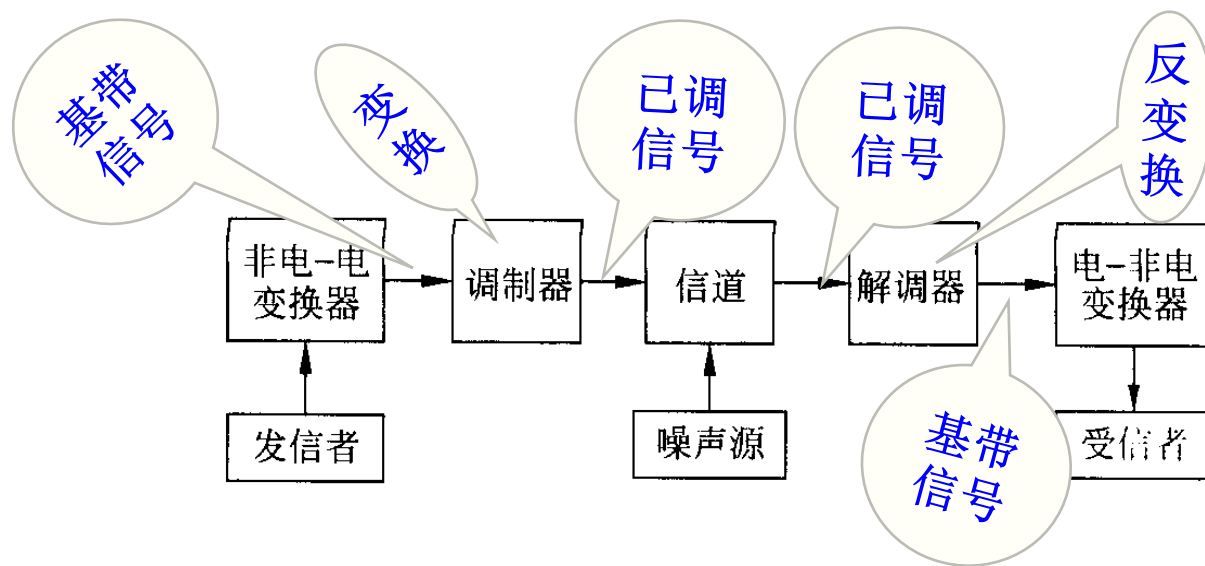 基带
信号
变
换
已调
信号
已调
信号
反
变
换
非电-电
变换器
调制器
信道
解调器
电-非电
变换器
发信者
噪声源
基带
信号
受信者